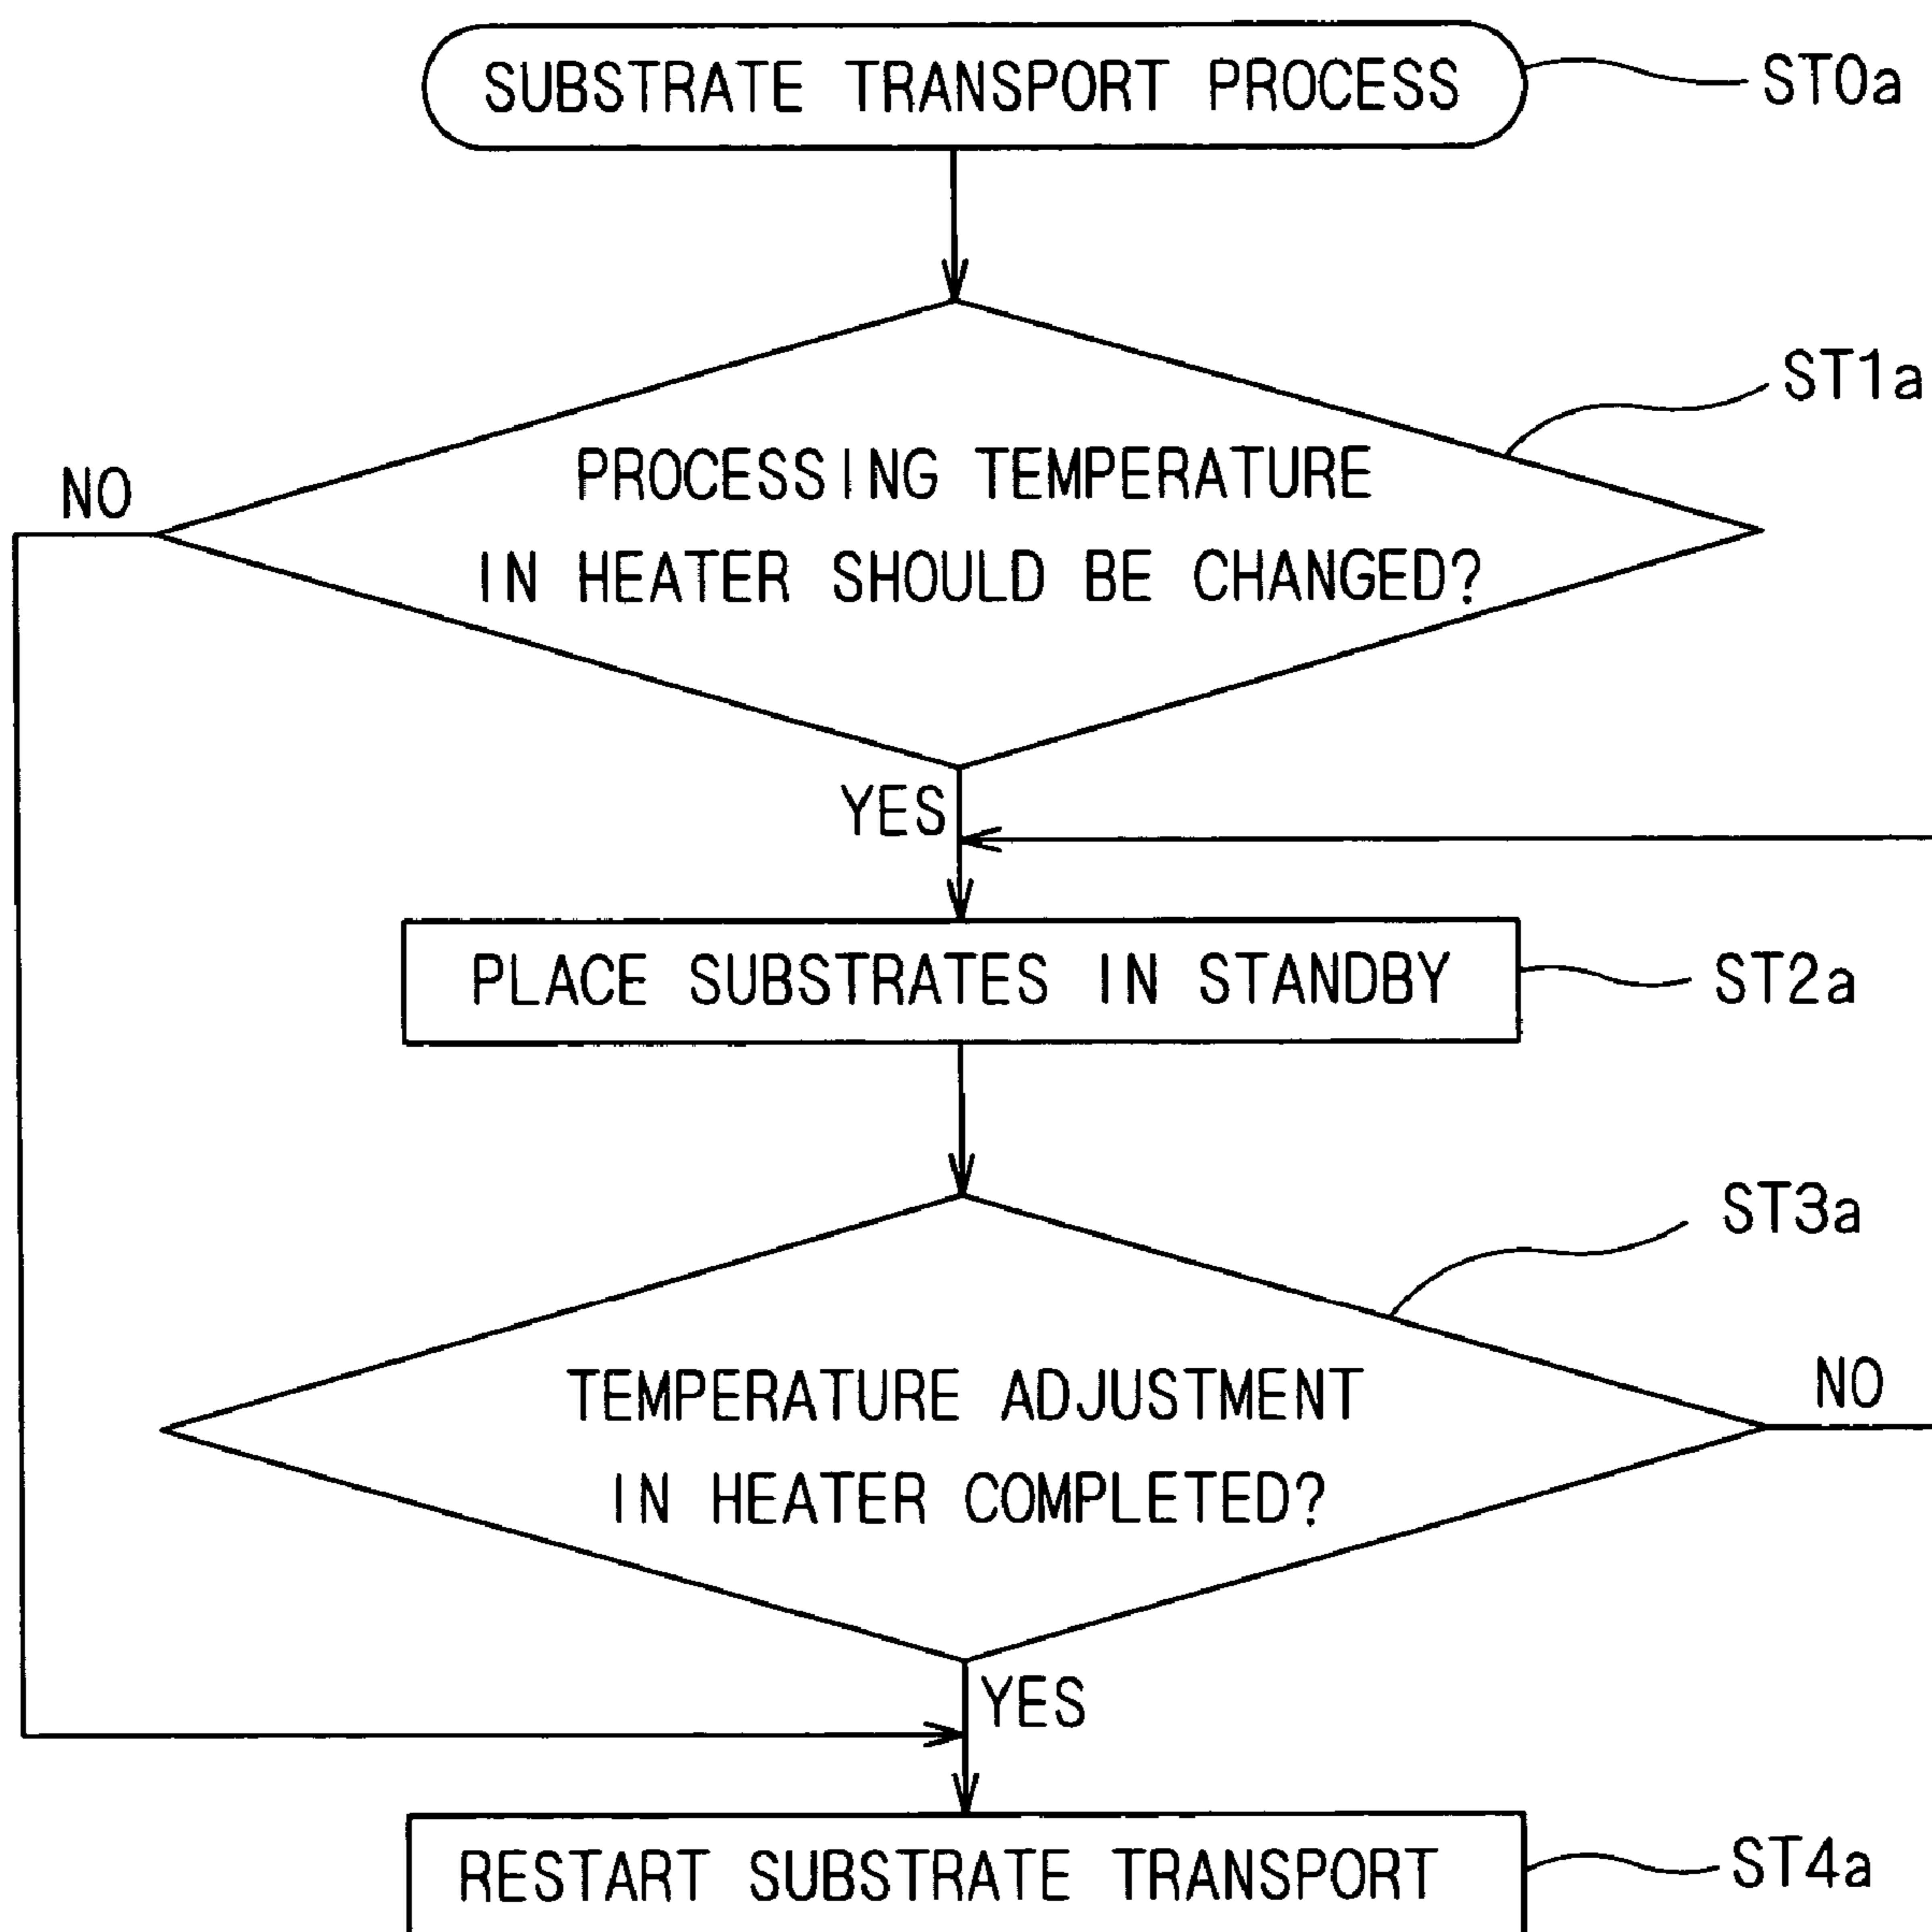 SUBSTRATE TRANSPORT PROCESS
ST0a
ST1a
PROCESSING TEMPERATURE
IN HEATER SHOULD BE CHANGED?
NO
YES
PLACE SUBSTRATES IN STANDBY
ST2a
ST3a
TEMPERATURE ADJUSTMENT
IN HEATER COMPLETED?
NO
YES
RESTART SUBSTRATE TRANSPORT
ST4a